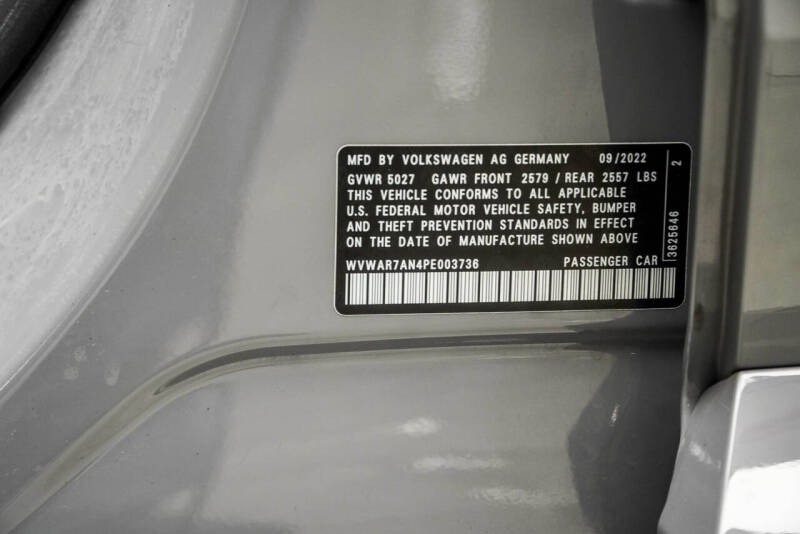 MFD BY VOLKSWAGEN AG GERMANY 09/2022
GVWR 5027 GAWR FRONT 2579 / REAR 2557 LBS
THIS VEHICLE CONFORMS TO ALL APPLICABLE
U.S. FEDERAL MOTOR VEHICLE SAFETY, BUMPER
AND THEFT PREVENTION STANDARDS IN EFFECT
ON THE DATE OF MANUFACTURE SHOWN ABOVE
WVWAR7AN4PE003736 PASSENGER CAR
3625646 2